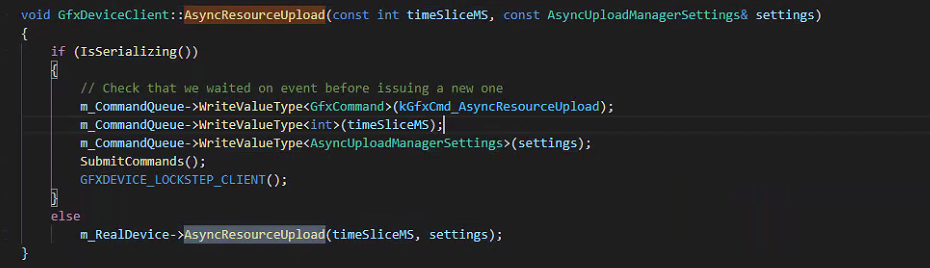 void GfxDeviceClient::AsyncResourceUpload(const int timeSliceMS, const AsyncUploadManagerSettings& settings)
{
if (IsSerializing())
{
// Check that we waited on event before issuing a new one
m_CommandQueue->WriteValueType<GfxCommand>(kGfxCmd_AsyncResourceUpload);
m_CommandQueue->WriteValueType<int>(timeSliceMS);
m_CommandQueue->WriteValueType<AsyncUploadManagerSettings>(settings);
SubmitCommands();
GFXDEVICE_LOCKSTEP_CLIENT();
}
else
m_RealDevice->AsyncResourceUpload(timeSliceMS, settings);
}